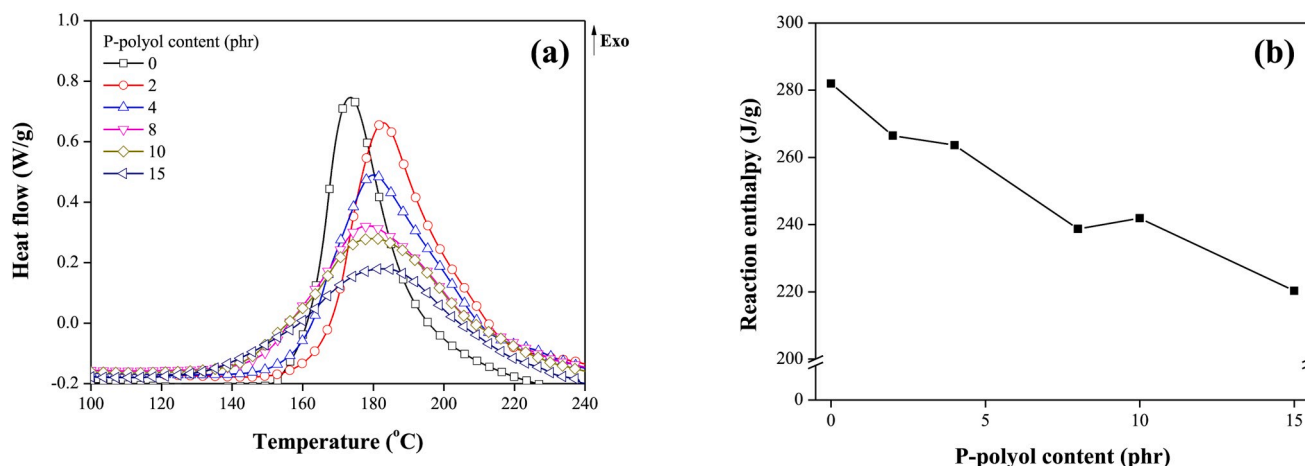 (a)
Exo
P-polyol content (phr)
0
2
4
8
10
15
1.0
0.8
0.6
0.4
0.2
0.0
-0.2
Heat flow (W/g)
100 120 140 160 180 200 220 240
Temperature (°C)
(b)
300
280
260
240
220
200
0
Reaction enthalpy (J/g)
0 5 10 15
P-polyol content (phr)